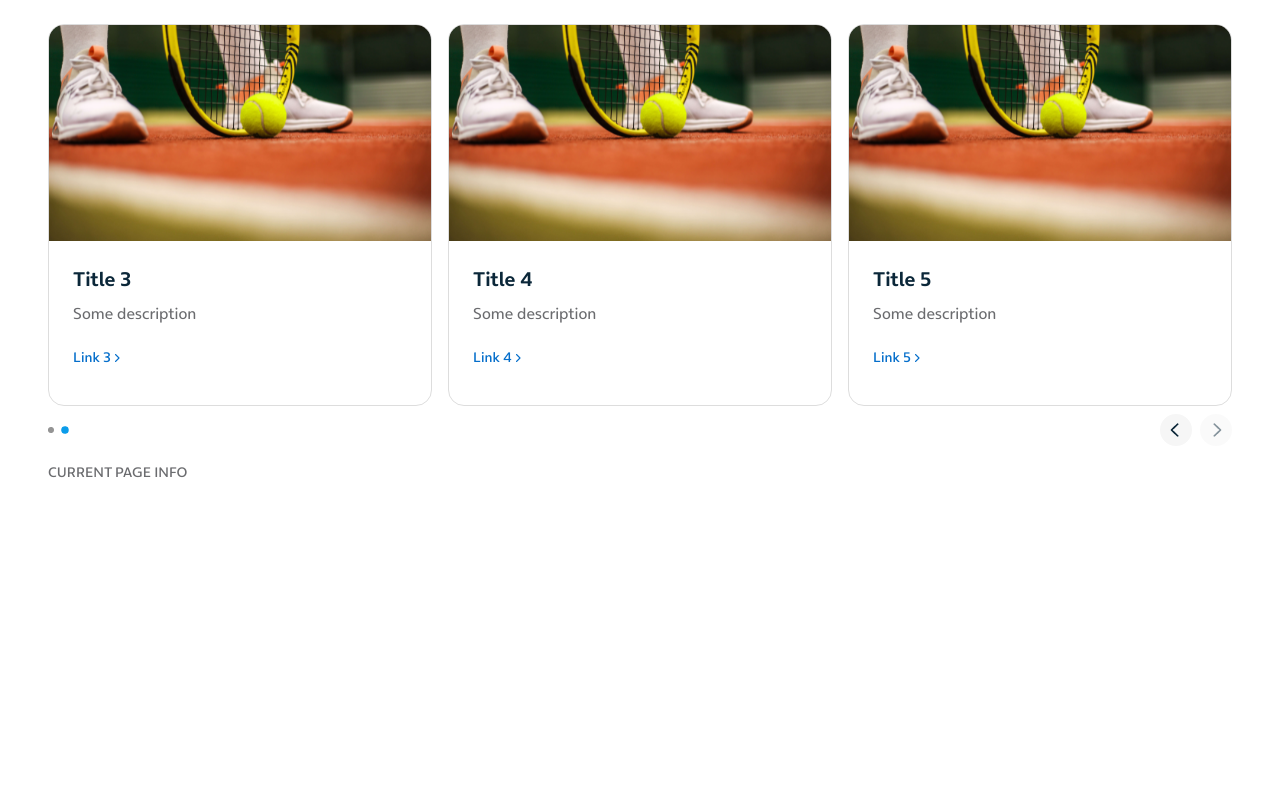 Title 3
Some description
Link 3
Title 4
Some description
Link 4
Title 5
Some description
Link 5
CURRENT PAGE INFO